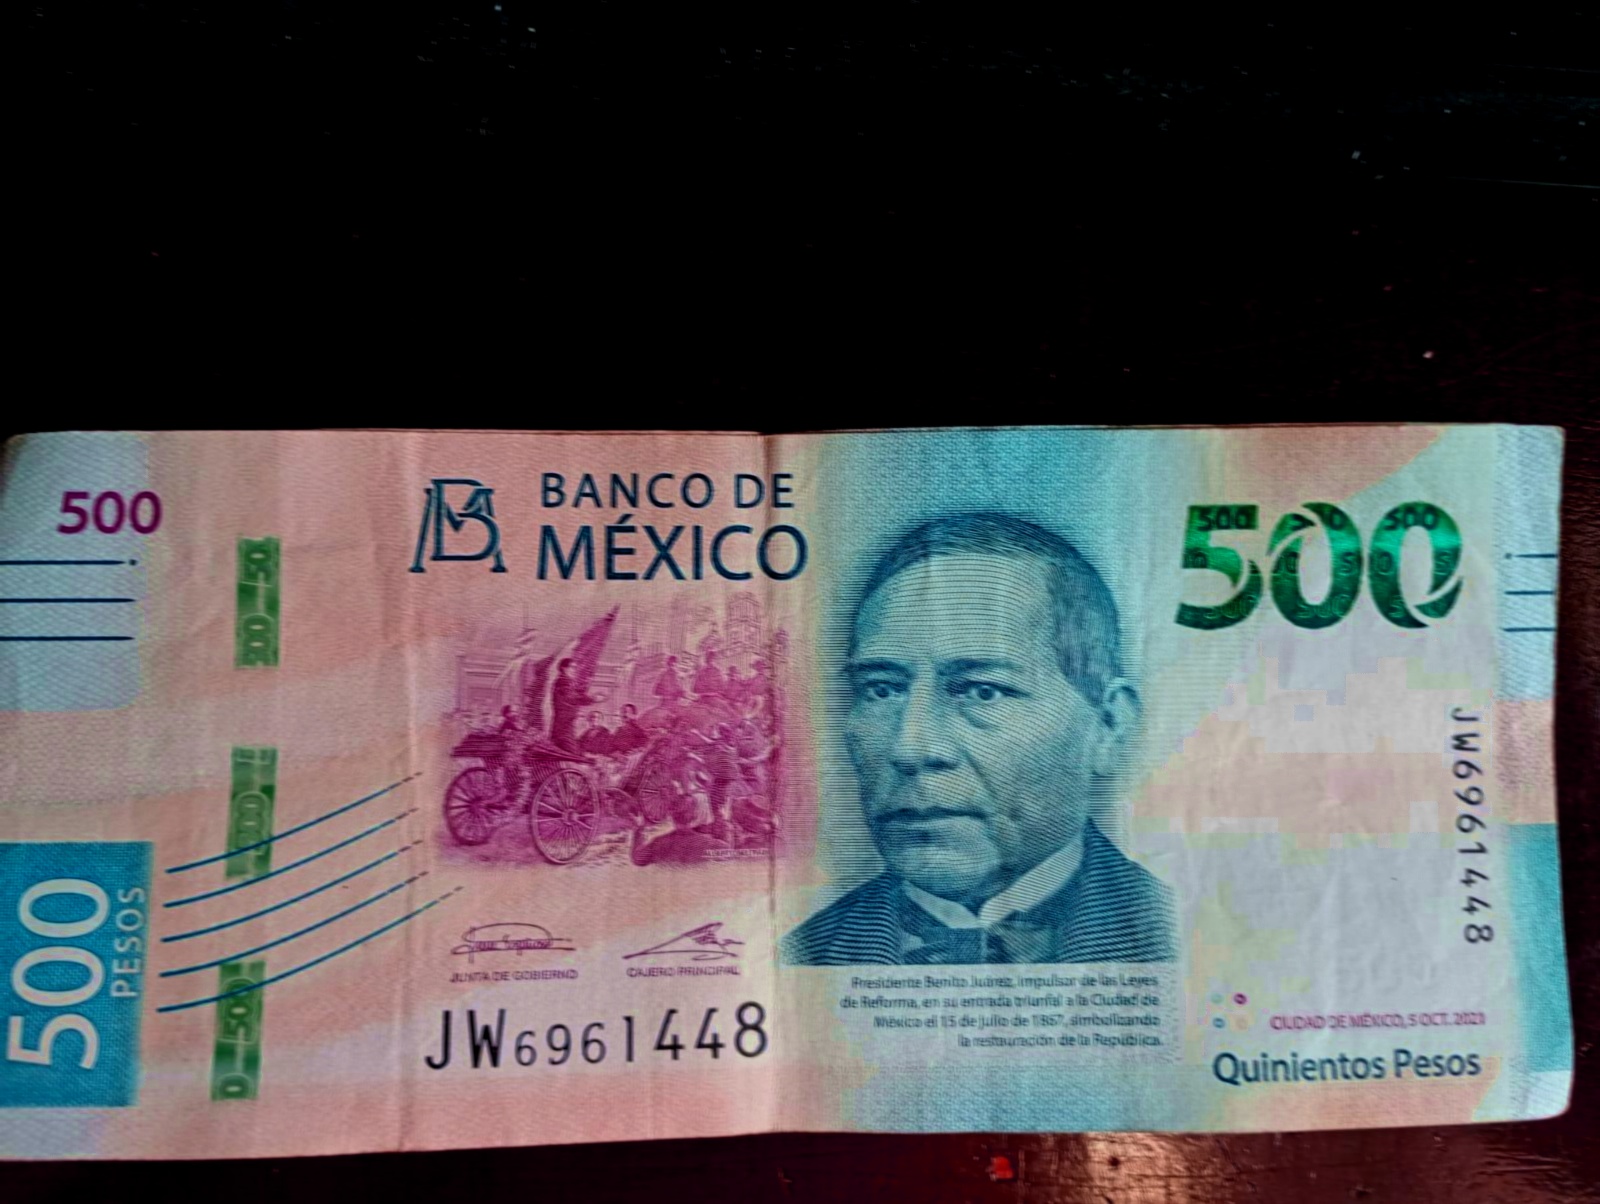 500
BANCO DE
MÉXICO
500
500 PESOS
JUNTA DE GOBIERNO
CAJERO PRINCIPAL
JW6961448
JW6961448
Presidente Benito Juárez, impulsor de las Leyes
de Reforma, en su entrada triunfal a la Ciudad de
México el 15 de julio de 1867, simbolizando
la restauración de la República.
CIUDAD DE MÉXICO, 5 OCT. 2021
Quinientos Pesos